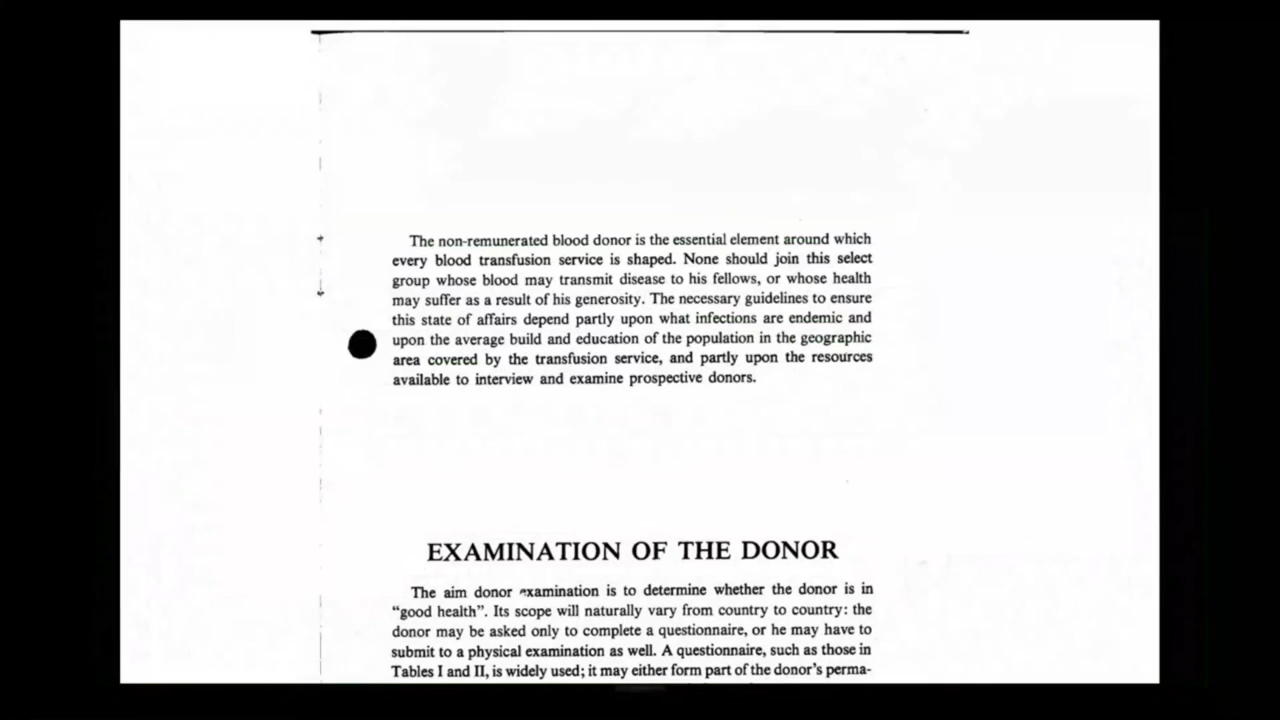 The non-remunerated blood donor is the essential element around which
every blood transfusion service is shaped. None should join this select
group whose blood may transmit disease to his fellows, or whose health
may suffer as a result of his generosity. The necessary guidelines to ensure
this state of affairs depend partly upon what infections are endemic and
upon the average build and education of the population in the geographic
area covered by the transfusion service, and partly upon the resources
available to interview and examine prospective donors.
EXAMINATION OF THE DONOR
The aim donor examination is to determine whether the donor is in
“good health”. Its scope will naturally vary from country to country: the
donor may be asked only to complete a questionnaire, or he may have to
submit to a physical examination as well. A questionnaire, such as those in
Tables I and II, is widely used; it may either form part of the donor’s perma-